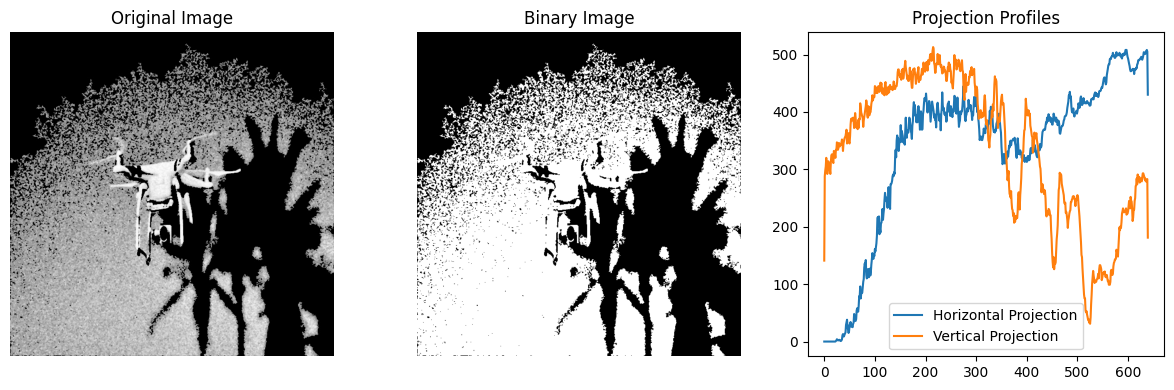 Original Image
Binary Image
Projection Profiles
500
400
300
200
100
0
Horizontal Projection
Vertical Projection
0
100
200
300
400
500
600